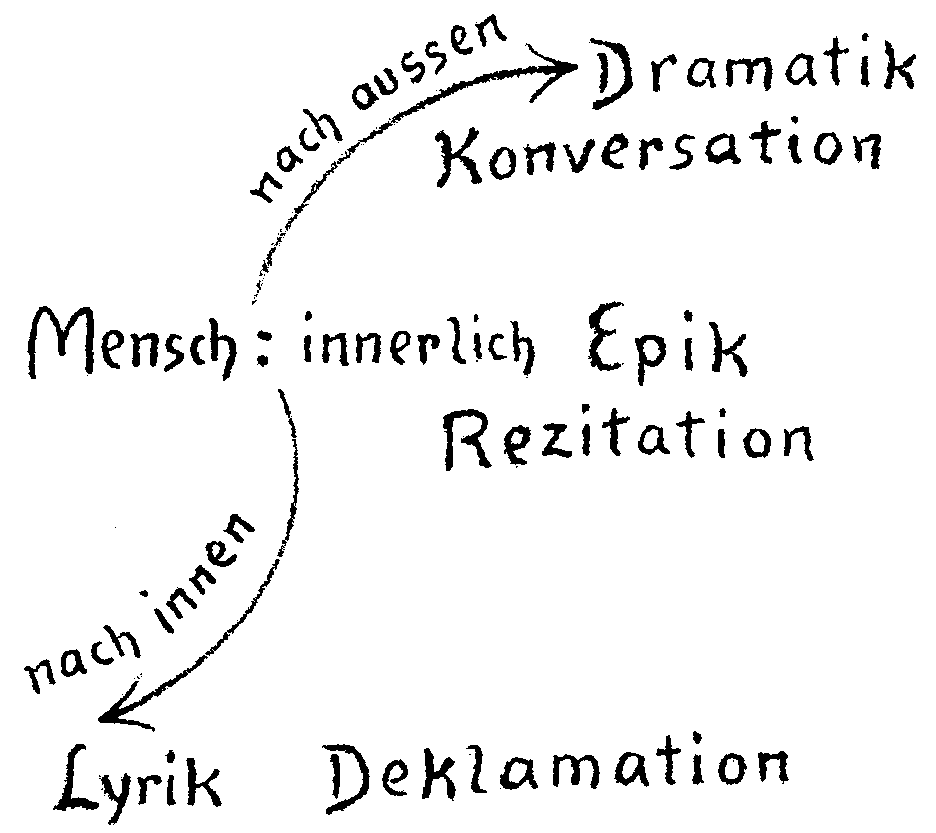 nach aussen
Dramatik
Konversation
Mensch: innerlich Epik
Rezitation
nach innen
Lyrik Deklamation